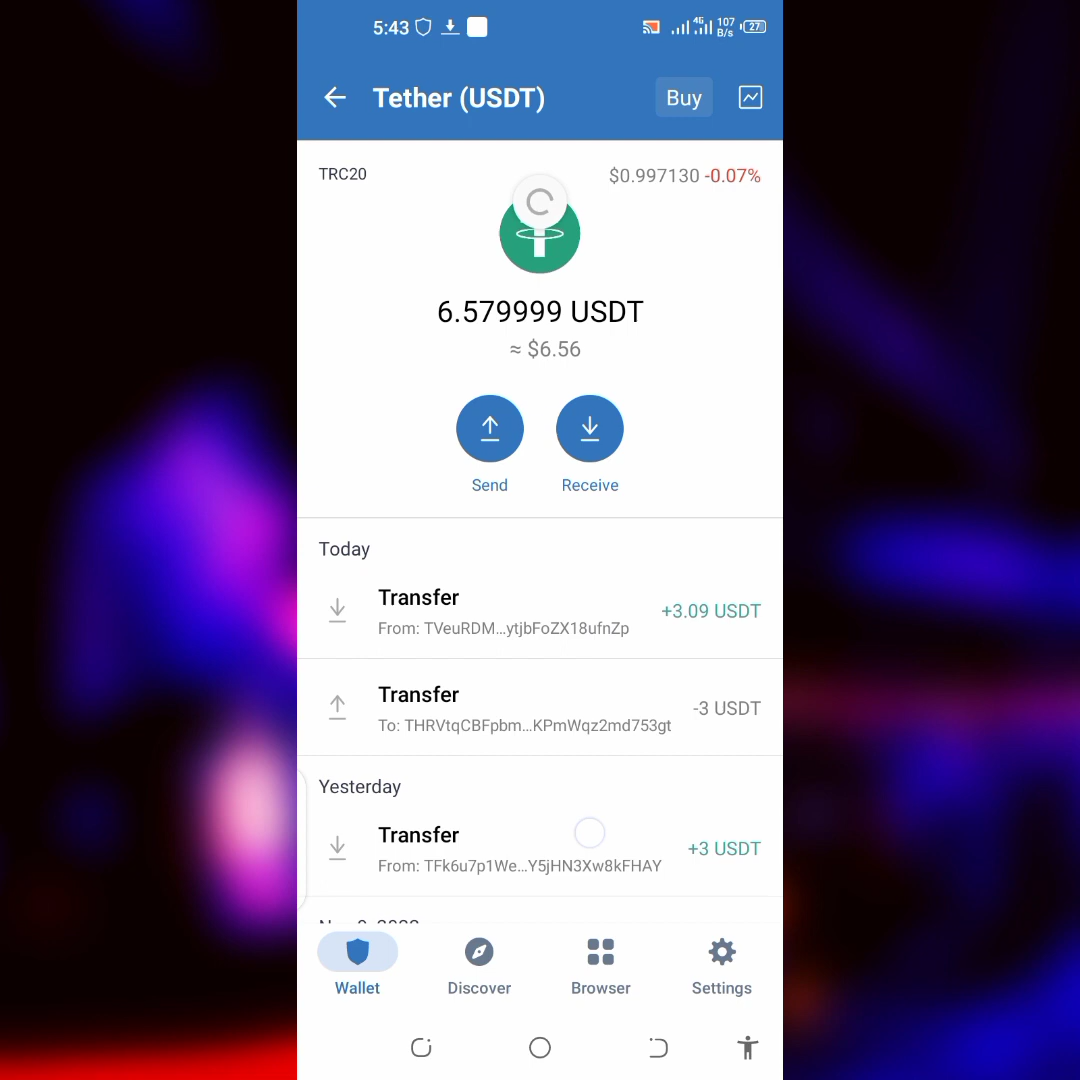 5:43
4G
107
B/s
27
Tether (USDT)
Buy
TRC20
$0.997130 -0.07%
6.579999 USDT
≈ $6.56
Send
Receive
Today
Transfer
+3.09 USDT
From: TVeuRDM...ytjbFoZX18ufnZp
Transfer
-3 USDT
To: THRVtqCBFpbm...KPmWqz2md753gt
Yesterday
Transfer
+3 USDT
From: TFk6u7p1We...Y5jHN3Xw8kFHAY
Wallet
Discover
Browser
Settings